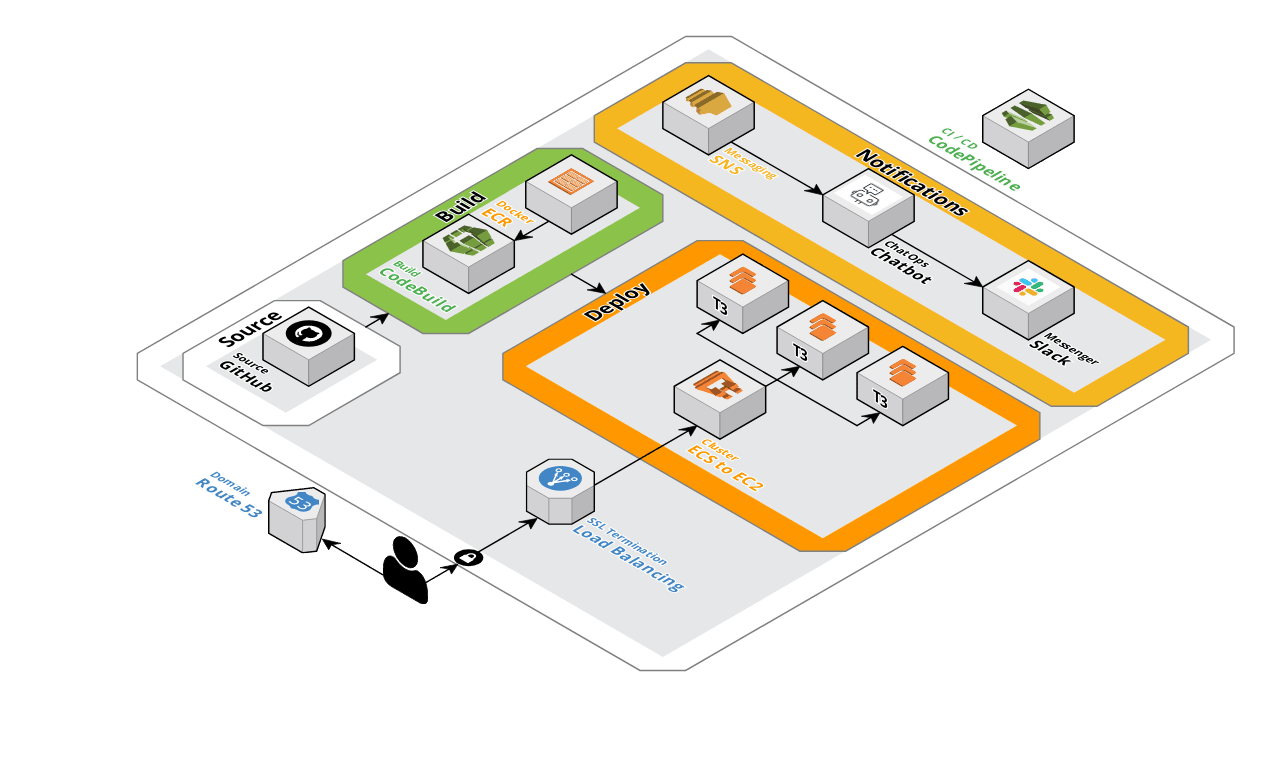 CI / CD
CodePipeline
Notifications
Messaging
SNS
ChatOps
Chatbot
Messenger
Slack
Build
Docker
ECR
Build
CodeBuild
Source
Source
GitHub
Deploy
T3
T3
T3
Cluster
ECS to EC2
SSL Termination
Load Balancing
Domain
Route 53
53